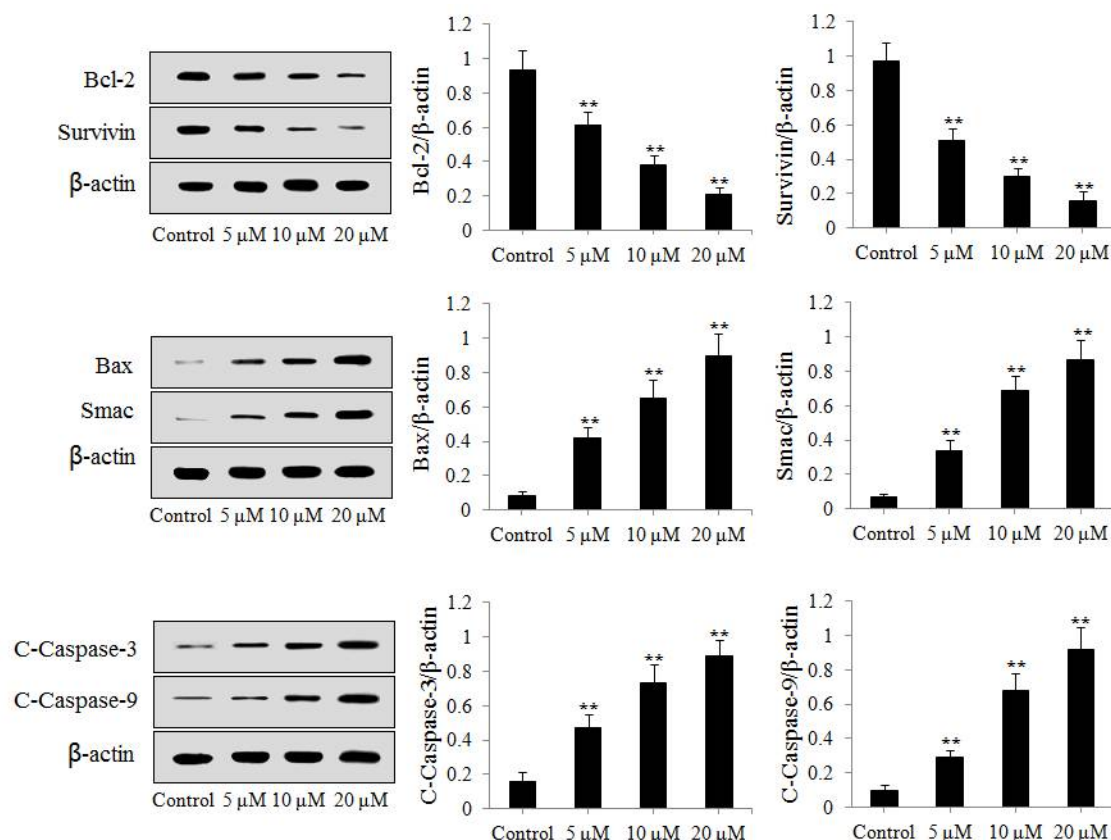 Bcl-2
Survivin
β-actin
Control 5 μM 10 μM 20 μM
Bcl-2/β-actin
1.2
1
0.8
0.6
0.4
0.2
0
**
**
**
Control 5 μM 10 μM 20 μM
Survivin/β-actin
1.2
1
0.8
0.6
0.4
0.2
0
**
**
**
Control 5 μM 10 μM 20 μM
Bax
Smac
β-actin
Control 5 μM 10 μM 20 μM
Bax/β-actin
1.2
1
0.8
0.6
0.4
0.2
0
**
**
**
Control 5 μM 10 μM 20 μM
Smac/β-actin
1.2
1
0.8
0.6
0.4
0.2
0
**
**
**
Control 5 μM 10 μM 20 μM
C-Caspase-3
C-Caspase-9
β-actin
Control 5 μM 10 μM 20 μM
C-Caspase-3/β-actin
1.2
1
0.8
0.6
0.4
0.2
0
**
**
**
Control 5 μM 10 μM 20 μM
C-Caspase-9/β-actin
1.2
1
0.8
0.6
0.4
0.2
0
**
**
**
Control 5 μM 10 μM 20 μM